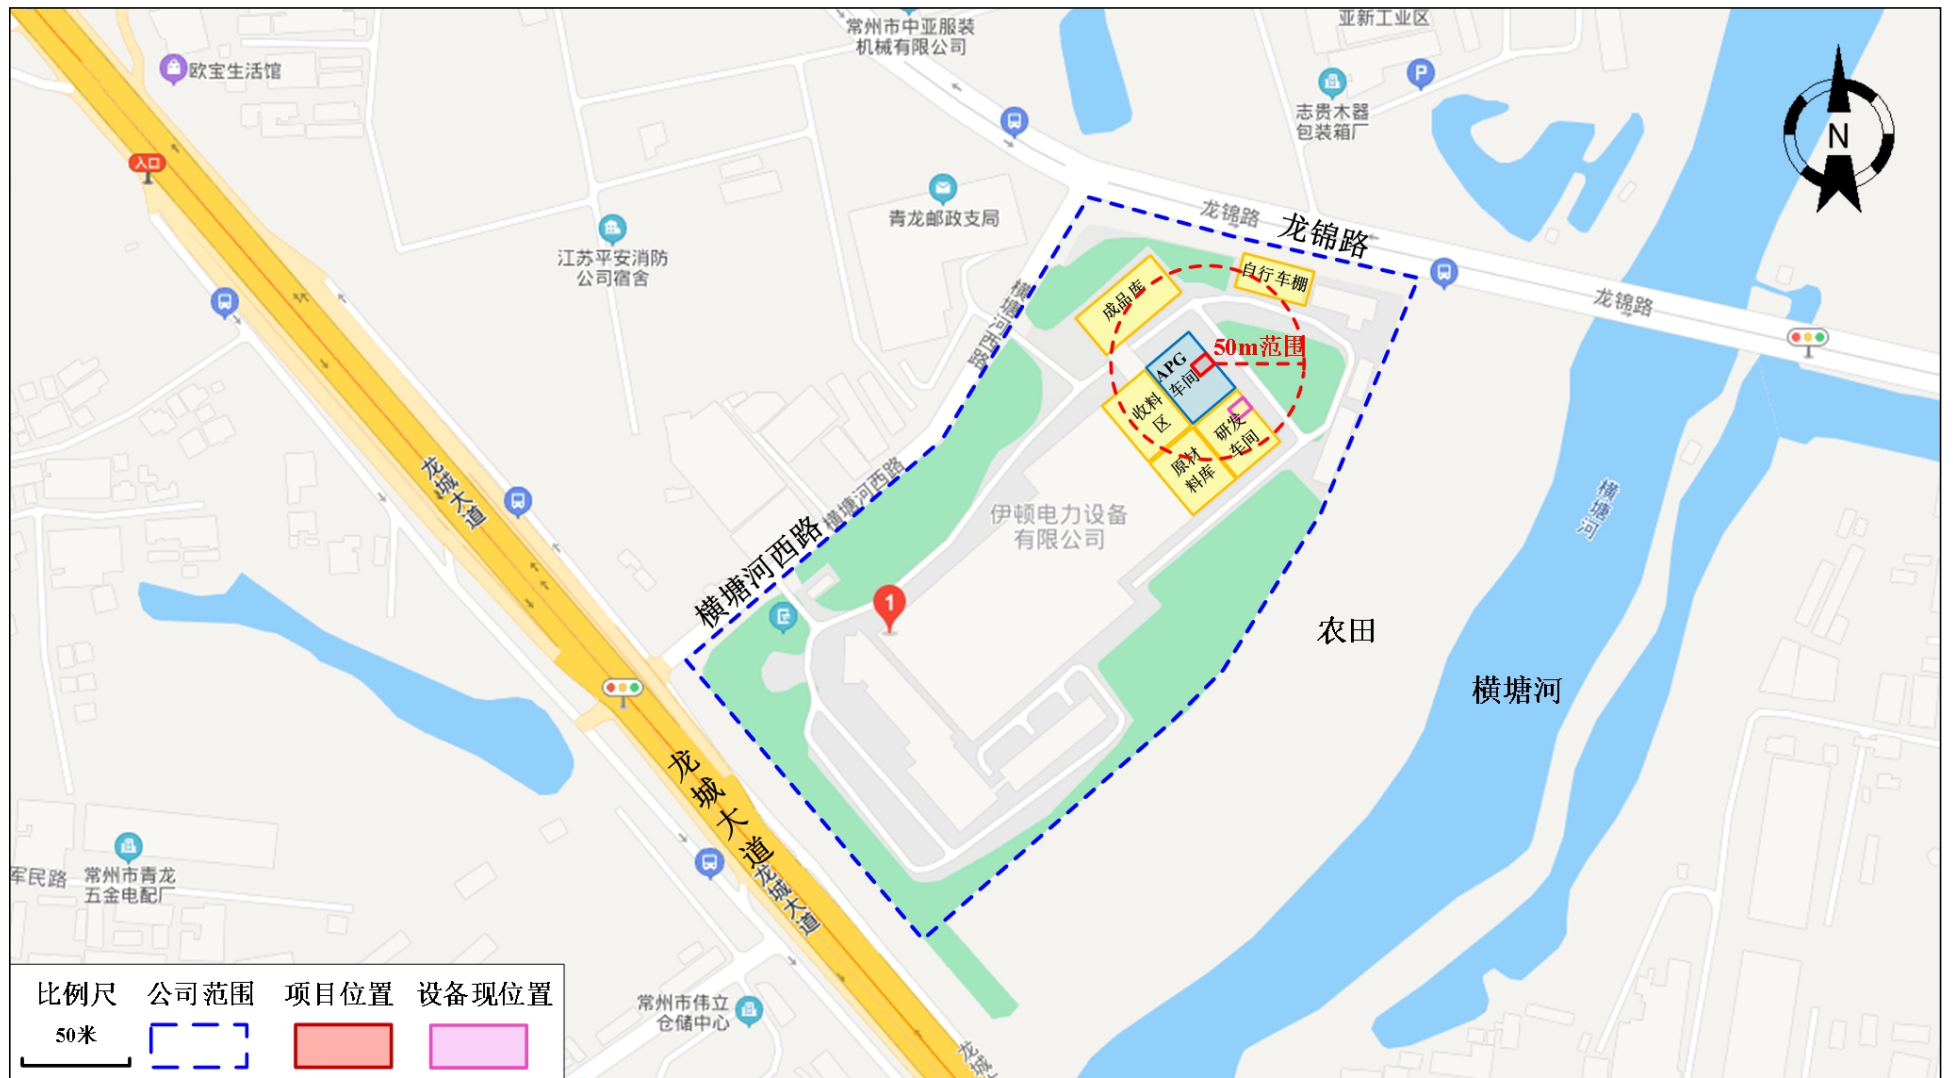 常州市中亚服装
机械有限公司
亚新工业区
欧宝生活馆
P
志贵木器
包装箱厂
N
入口
青龙邮政支局
龙锦路
龙锦路
江苏平安消防
公司宿舍
自行车棚
横塘河西路
成品库
龙锦路
50m范围
APG
车间
收料
区
研发
车间
原材
料库
龙城大道
横塘河西路
横塘河
伊顿电力设备
有限公司
横塘河西路
1
农田
横塘河
龙城大道
龙城大道
常州市青龙
五金电配厂
军民路
比例尺
公司范围
项目位置
设备现位置
50米
常州市伟立
仓储中心
龙城